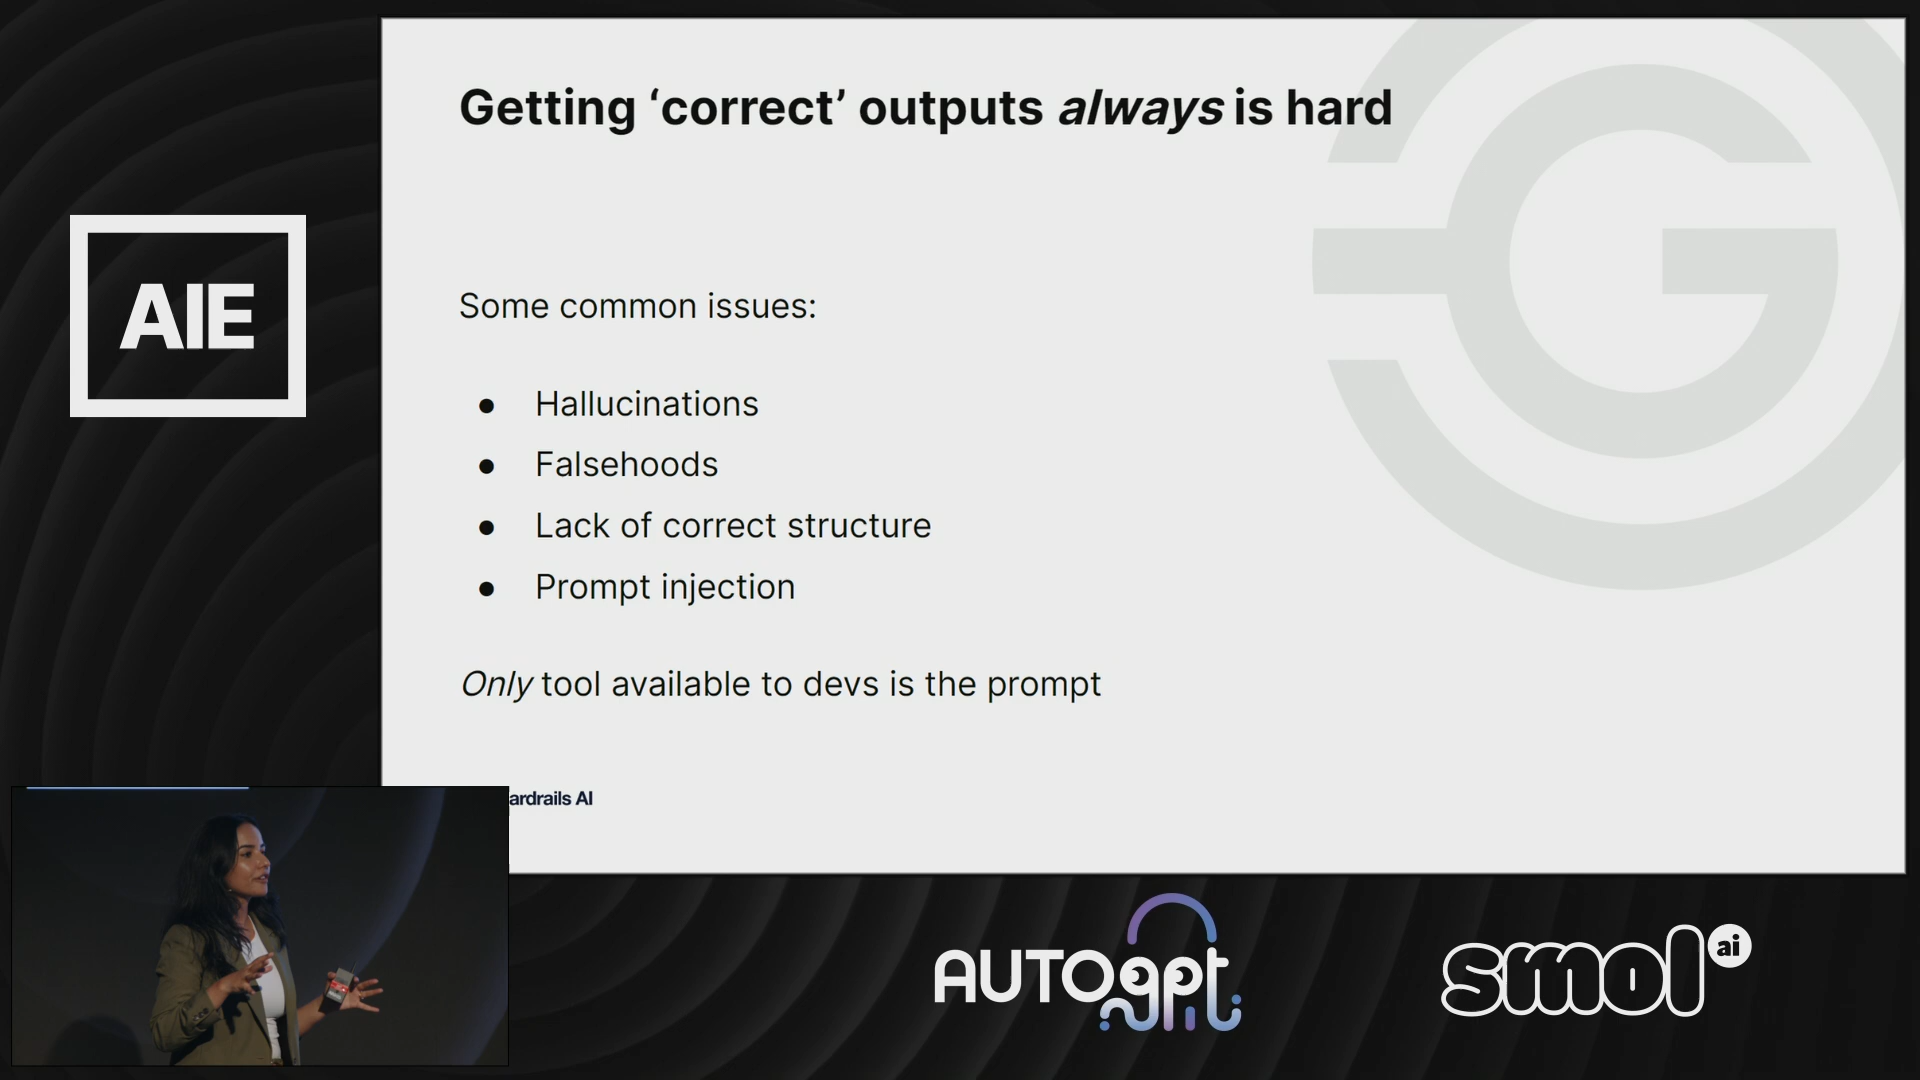 Getting ‘correct’ outputs always is hard
AIE
Some common issues:
● Hallucinations
● Falsehoods
● Lack of correct structure
● Prompt injection
Only tool available to devs is the prompt
ardrails AI
AUTOgpt
smol ai